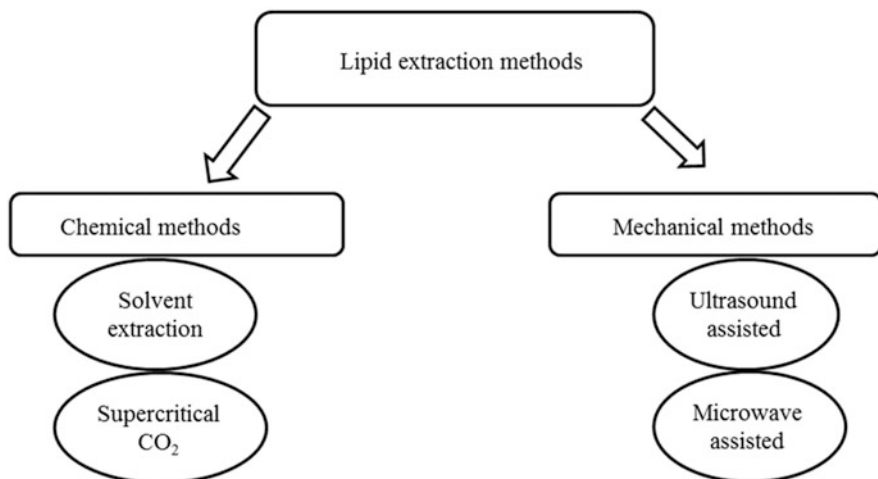 Lipid extraction methods
Chemical methods
Solvent
extraction
Supercritical
CO₂
Mechanical methods
Ultrasound
assisted
Microwave
assisted